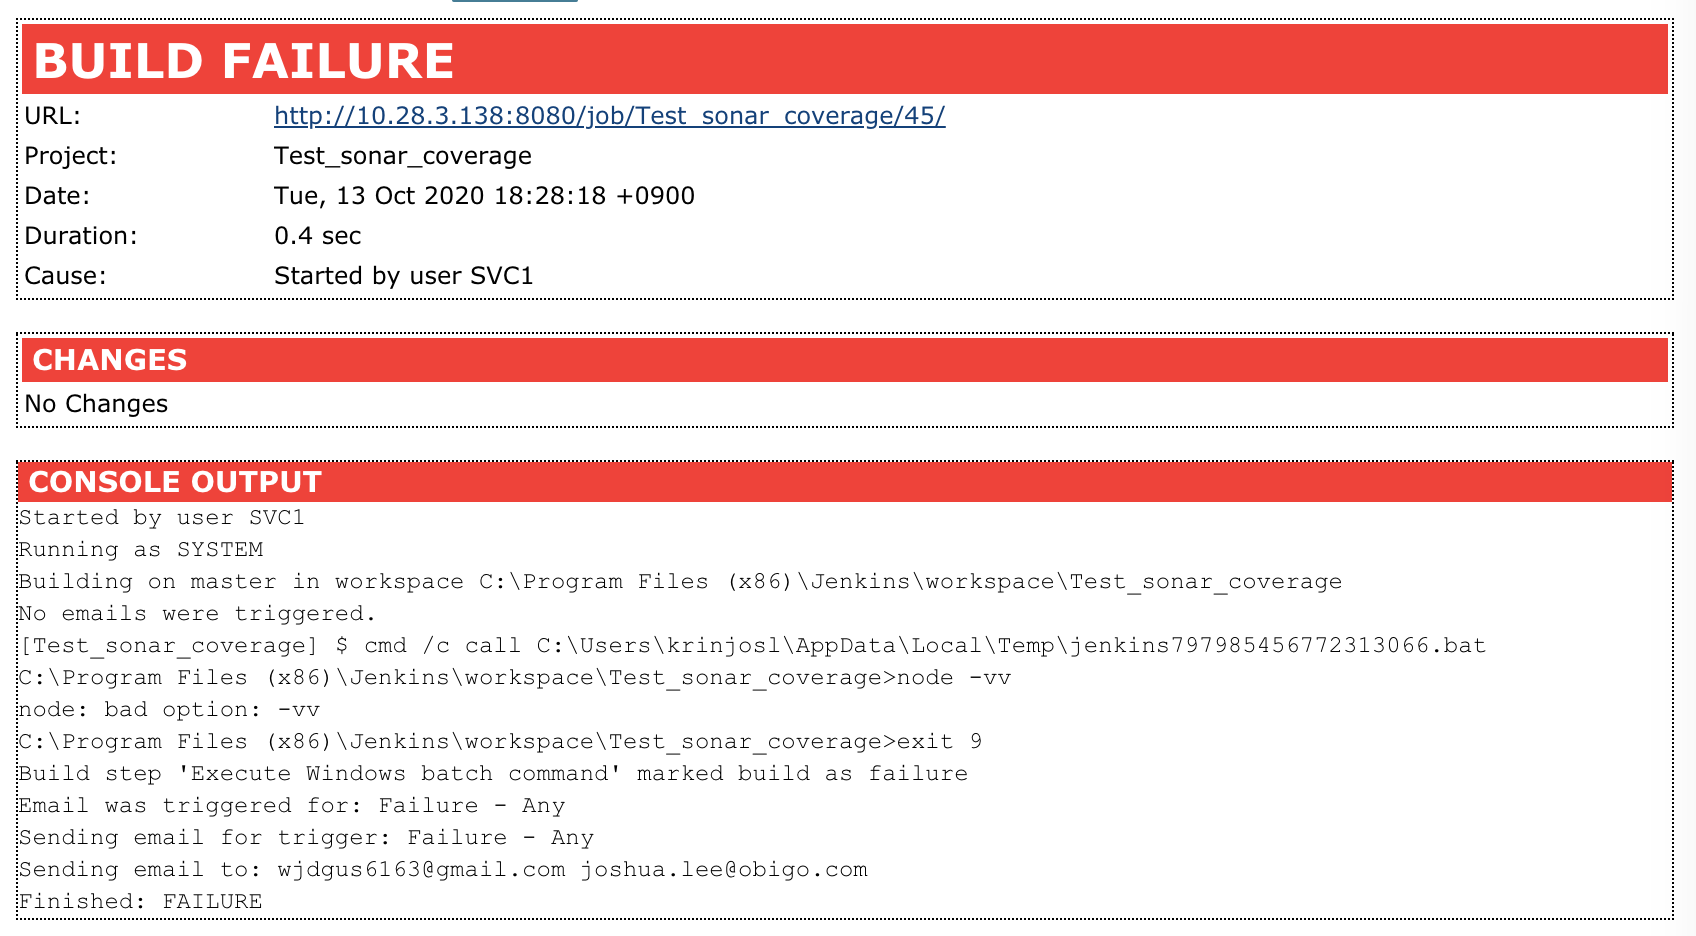 BUILD FAILURE
URL: http://10.28.3.138:8080/job/Test_sonar_coverage/45/
Project: Test_sonar_coverage
Date: Tue, 13 Oct 2020 18:28:18 +0900
Duration: 0.4 sec
Cause: Started by user SVC1
CHANGES
No Changes
CONSOLE OUTPUT
Started by user SVC1
Running as SYSTEM
Building on master in workspace C:\Program Files (x86)\Jenkins\workspace\Test_sonar_coverage
No emails were triggered.
[Test_sonar_coverage] $ cmd /c call C:\Users\krinjosl\AppData\Local\Temp\jenkins797985456772313066.bat
C:\Program Files (x86)\Jenkins\workspace\Test_sonar_coverage>node -vv
node: bad option: -vv
C:\Program Files (x86)\Jenkins\workspace\Test_sonar_coverage>exit 9
Build step 'Execute Windows batch command' marked build as failure
Email was triggered for: Failure - Any
Sending email for trigger: Failure - Any
Sending email to: wjdgus6163@gmail.com joshua.lee@obigo.com
Finished: FAILURE